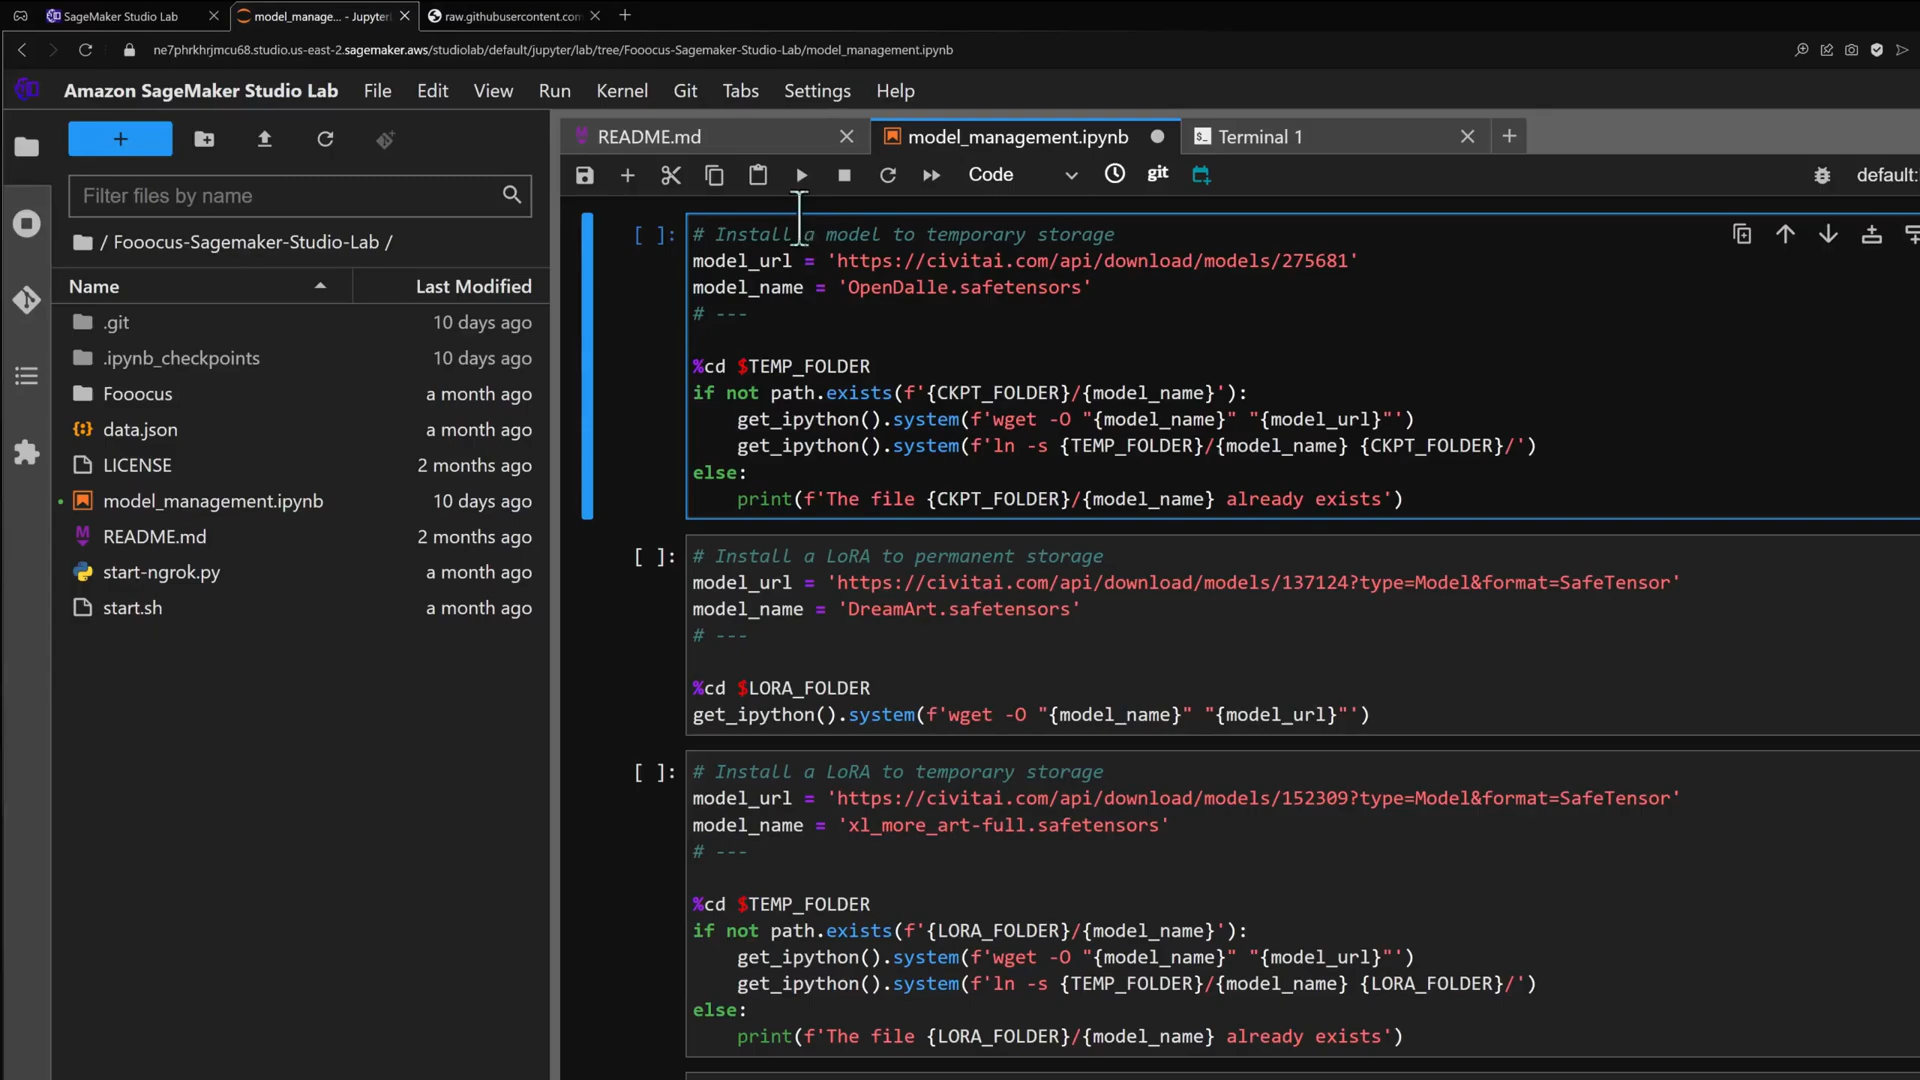 SageMaker Studio Lab
model_manage... - Jupyter
raw.githubusercontent.com
ne7phrkhrjmcu68.studio.us-east-2.sagemaker.aws/studiolab/default/jupyter/lab/tree/Fooocus-Sagemaker-Studio-Lab/model_management.ipynb
Amazon SageMaker Studio Lab File Edit View Run Kernel Git Tabs Settings Help
README.md
model_management.ipynb
Terminal 1
Code
git
default:
Filter files by name
/ Fooocus-Sagemaker-Studio-Lab /
Name Last Modified
.git 10 days ago
.ipynb_checkpoints 10 days ago
Fooocus a month ago
data.json a month ago
LICENSE 2 months ago
model_management.ipynb 10 days ago
README.md 2 months ago
start-ngrok.py a month ago
start.sh a month ago
[ ]: # Install a model to temporary storage
model_url = 'https://civitai.com/api/download/models/275681'
model_name = 'OpenDalle.safetensors'
# ---
%cd $TEMP_FOLDER
if not path.exists(f'{CKPT_FOLDER}/{model_name}'):
get_ipython().system(f'wget -O "{model_name}" "{model_url}"')
get_ipython().system(f'ln -s {TEMP_FOLDER}/{model_name} {CKPT_FOLDER}/')
else:
print(f'The file {CKPT_FOLDER}/{model_name} already exists')
[ ]: # Install a LoRA to permanent storage
model_url = 'https://civitai.com/api/download/models/137124?type=Model&format=SafeTensor'
model_name = 'DreamArt.safetensors'
# ---
%cd $LORA_FOLDER
get_ipython().system(f'wget -O "{model_name}" "{model_url}"')
[ ]: # Install a LoRA to temporary storage
model_url = 'https://civitai.com/api/download/models/152309?type=Model&format=SafeTensor'
model_name = 'xl_more_art-full.safetensors'
# ---
%cd $TEMP_FOLDER
if not path.exists(f'{LORA_FOLDER}/{model_name}'):
get_ipython().system(f'wget -O "{model_name}" "{model_url}"')
get_ipython().system(f'ln -s {TEMP_FOLDER}/{model_name} {LORA_FOLDER}/')
else:
print(f'The file {LORA_FOLDER}/{model_name} already exists')